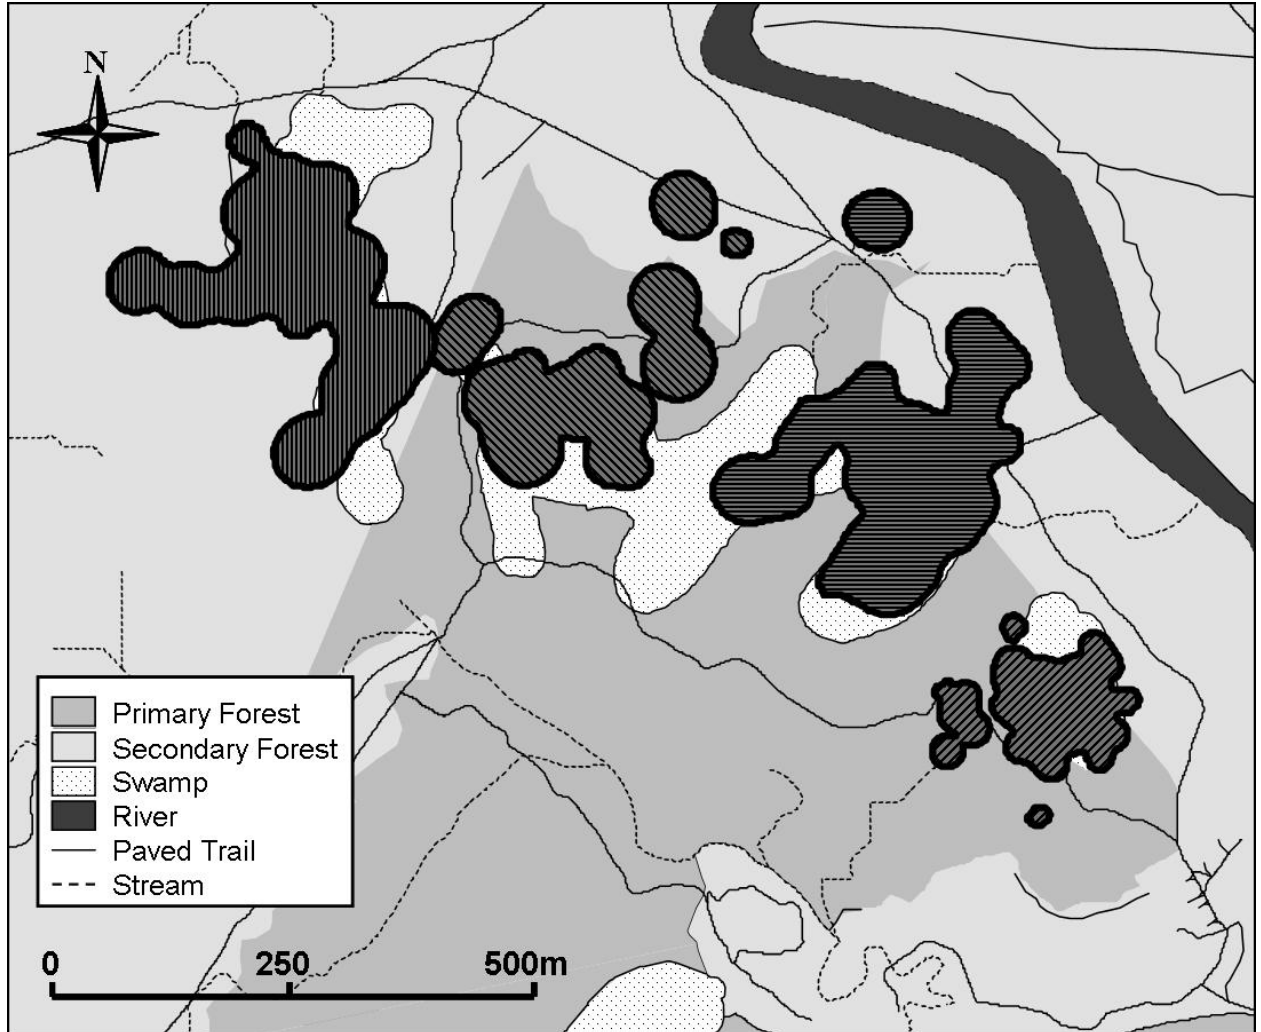 N
Primary Forest
Secondary Forest
Swamp
River
Paved Trail
Stream
0 250 500m